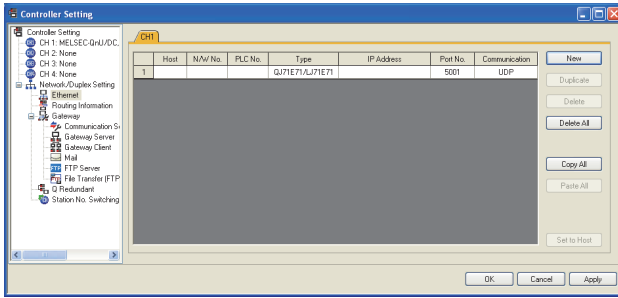 Controller Setting
Controller Setting
CH 1: MELSEC-QnU/DC,
CH 2: None
CH 3: None
CH 4: None
Network/Duplex Setting
Ethernet
Routing Information
Gateway
Communication Se
Gateway Server
Gateway Client
Mail
FTP FTP Server
File Transfer (FTP
Q Redundant
Station No. Switching
CH1
Host N/W No. PLC No. Type IP Address Port No. Communication
1 QJ71E71/LJ71E71 5001 UDP
New
Duplicate
Delete
Delete All
Copy All
Paste All
Set to Host
OK Cancel Apply